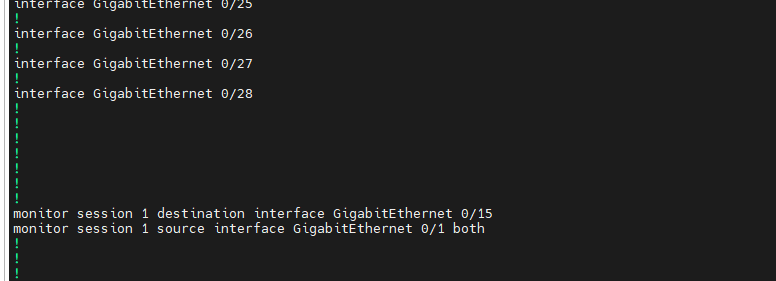 interface GigabitEthernet 0/25
!
interface GigabitEthernet 0/26
!
interface GigabitEthernet 0/27
!
interface GigabitEthernet 0/28
!
!
!
!
!
!
!
monitor session 1 destination interface GigabitEthernet 0/15
monitor session 1 source interface GigabitEthernet 0/1 both
!
!
!